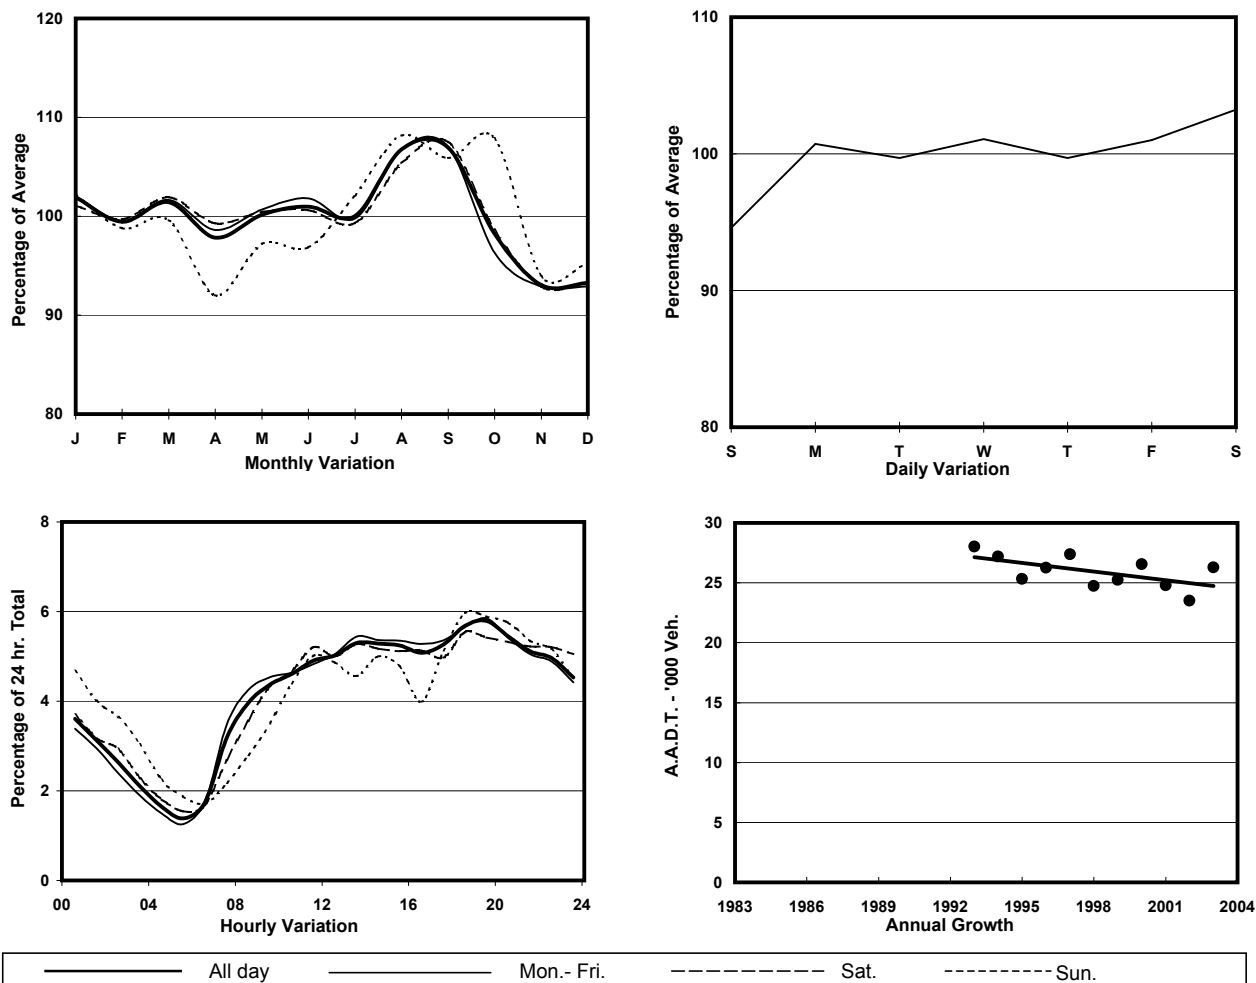 120
110
100
90
80
Percentage of Average
J F M A M J J A S O N D
Monthly Variation
110
100
90
80
Percentage of Average
S M T W T F S
Daily Variation
8
6
4
2
0
Percentage of 24 hr. Total
00 04 08 12 16 20 24
Hourly Variation
30
25
20
15
10
5
0
A.A.D.T. - '000 Veh.
1983 1986 1989 1992 1995 1998 2001 2004
Annual Growth
All day Mon.- Fri. Sat. Sun.